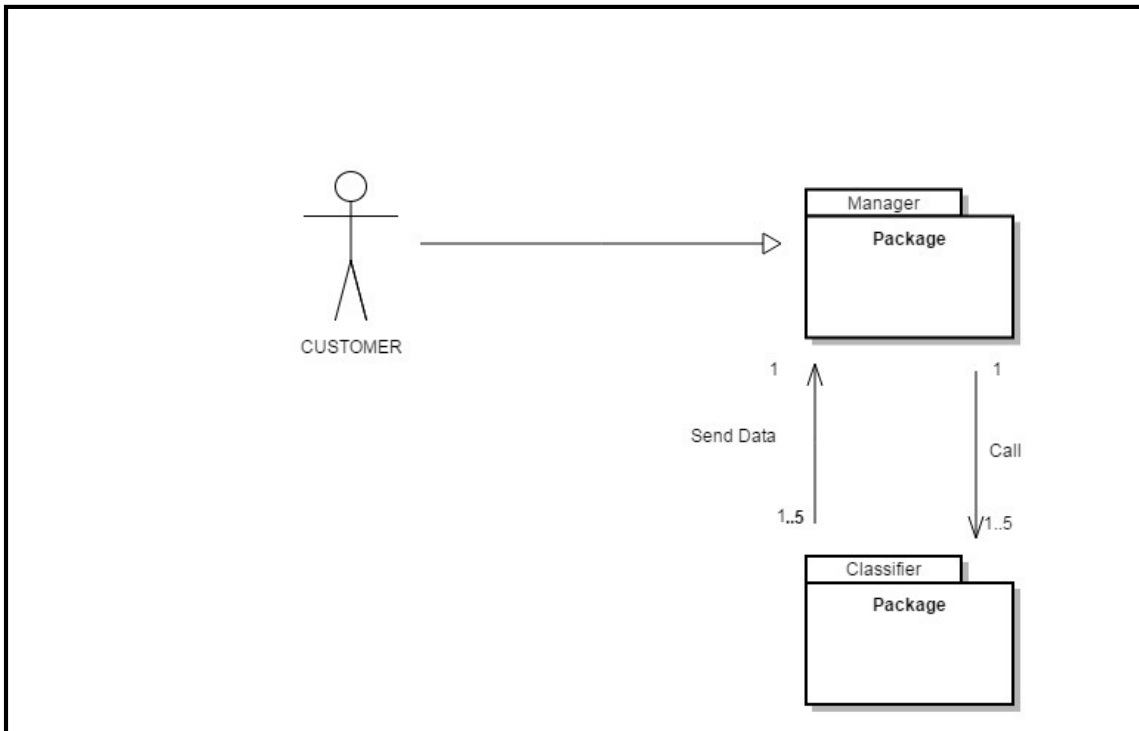 Manager
Package
CUSTOMER
1
1
Send Data
Call
1..5
1..5
Classifier
Package